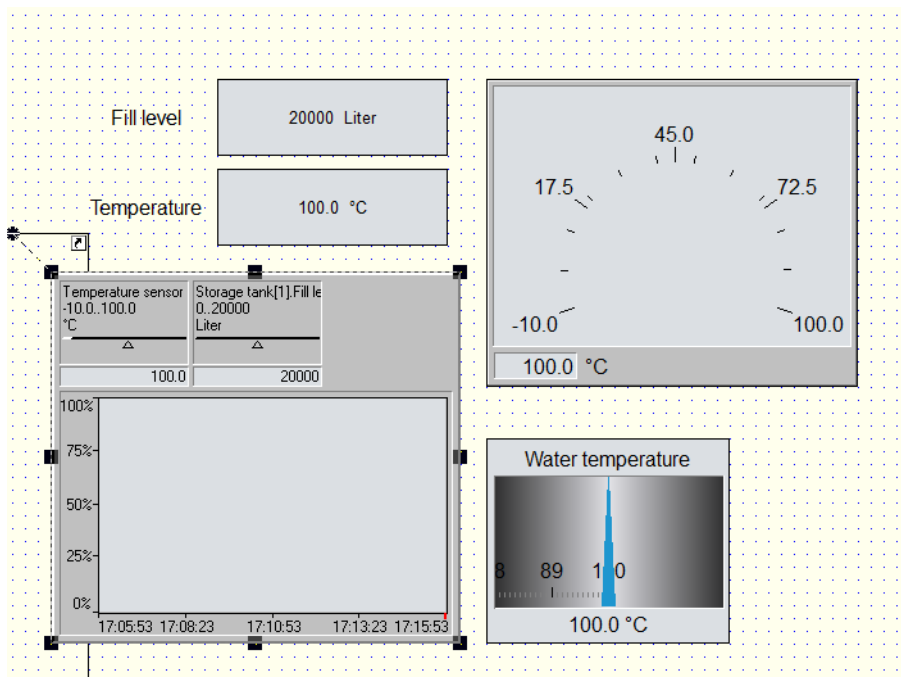 Fill level
20000 Liter
Temperature
100.0 °C
Temperature sensor
-10.0..100.0
°C
100.0
Storage tank[1].Fill le
0..20000
Liter
20000
100%
75%
50%
25%
0%
17:05:53 17:08:23 17:10:53 17:13:23 17:15:53
45.0
17.5 72.5
-10.0 100.0
100.0 °C
Water temperature
8 89 100
100.0 °C